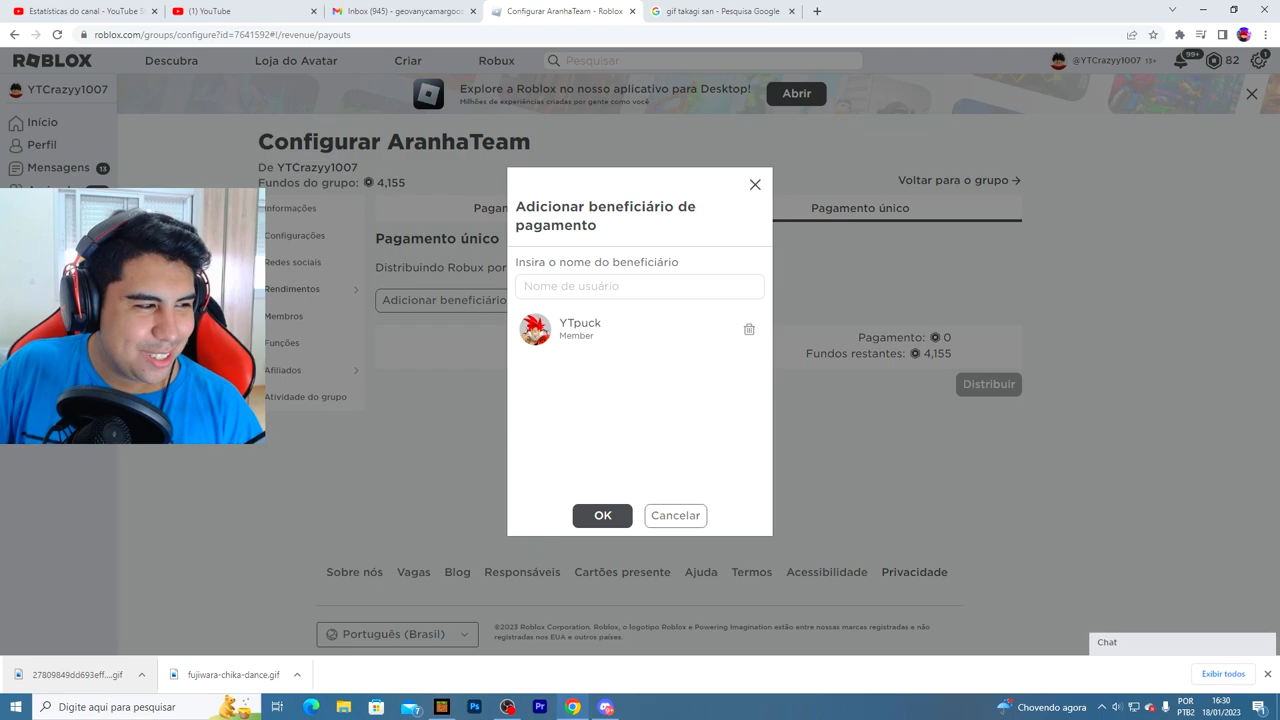 Estatísticas do canal - YouTube S
(1) YouTube
Inbox (945) - geovanycamargooc
Configurar AranhaTeam - Roblox
gif takagi san - Pesquisa Google
roblox.com/groups/configure?id=7641592#!/revenue/payouts
ROBLOX
Descubra
Loja do Avatar
Criar
Robux
Pesquisar
@YTCrazyy1007 13+
99+
82
1
YTCrazyy1007
Explore a Roblox no nosso aplicativo para Desktop!
Milhões de experiências criadas por gente como você
Abrir
Início
Perfil
Mensagens
13
Configurar AranhaTeam
De YTCrazyy1007
Fundos do grupo: 4,155
Voltar para o grupo
Informações
Configurações
Redes sociais
Rendimentos
Membros
Funções
Afiliados
Atividade do grupo
Pagam
Pagamento único
Pagamento único
Distribuindo Robux por
Adicionar beneficiário
Pagamento: 0
Fundos restantes: 4,155
Distribuir
Adicionar beneficiário de
pagamento
Insira o nome do beneficiário
Nome de usuário
YTpuck
Member
OK
Cancelar
Sobre nós
Vagas
Blog
Responsáveis
Cartões presente
Ajuda
Termos
Acessibilidade
Privacidade
Português (Brasil)
©2023 Roblox Corporation. Roblox, o logotipo Roblox e Powering Imagination estão entre nossas marcas registradas e não
registradas nos EUA e outros países.
Chat
27809849dd693eff....gif
fujiwara-chika-dance.gif
Exibir todos
Digite aqui para pesquisar
Chovendo agora
POR
PTB2
16:30
18/01/2023